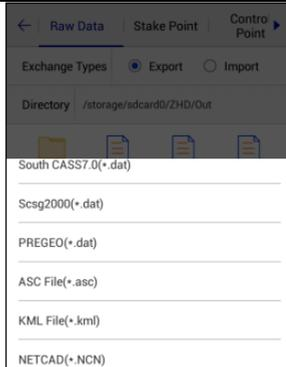 Raw Data
Stake Point
Control
Point
Exchange Types
Export
Import
Directory
/storage/sdcard0/ZHD/Out
South CASS7.0(*.dat)
Scsg2000(*.dat)
PREGEO(*.dat)
ASC File(*.asc)
KML File(*.kml)
NETCAD(*.NCN)